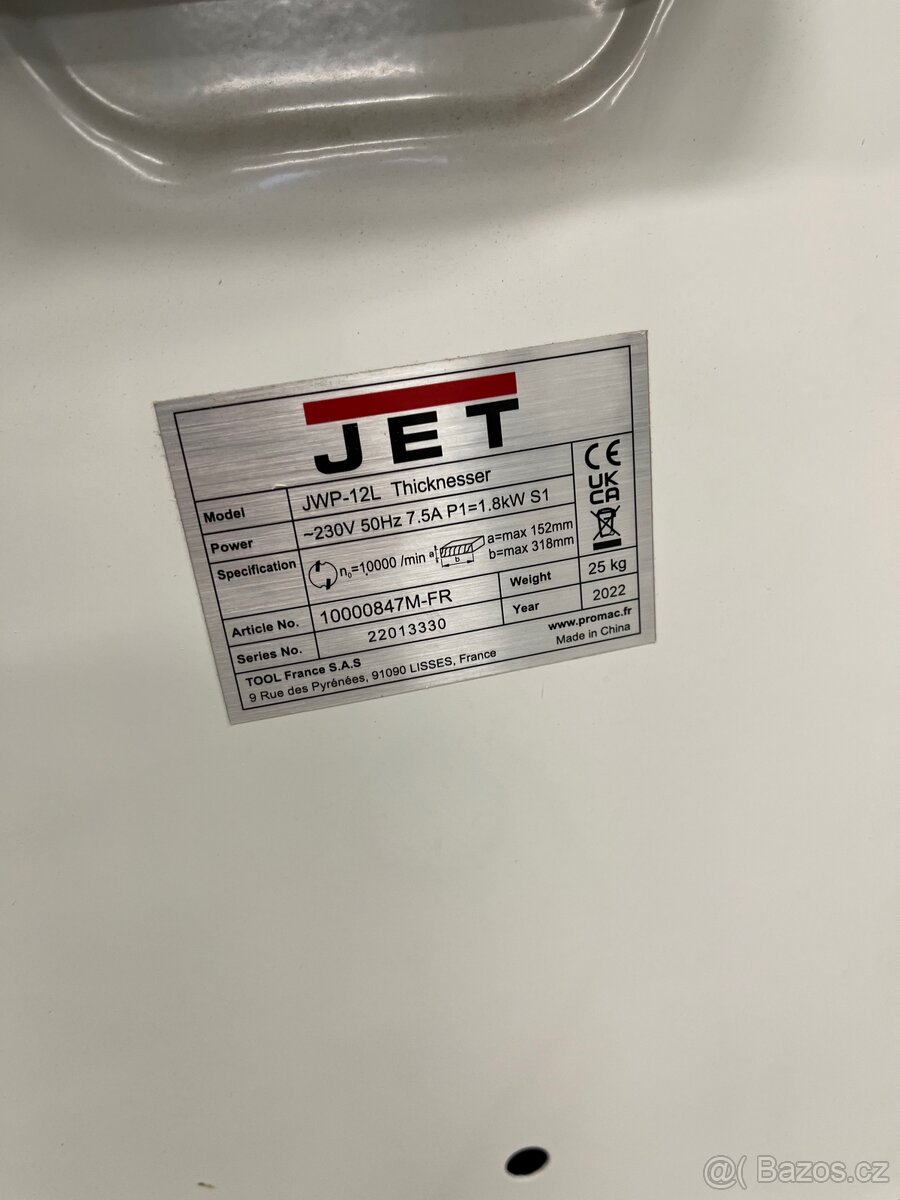 JET
Model JWP-12L Thicknesser
Power ~230V 50Hz 7.5A P1=1.8kW S1
Specification n₀=10000 /min a b a=max 152mm
b=max 318mm
CE
UK
CA
Article No. 10000847M-FR Weight 25 kg
Series No. 22013330 Year 2022
TOOL France S.A.S www.promac.fr
9 Rue des Pyrénées, 91090 LISSES, France Made in China
@( Bazos.cz